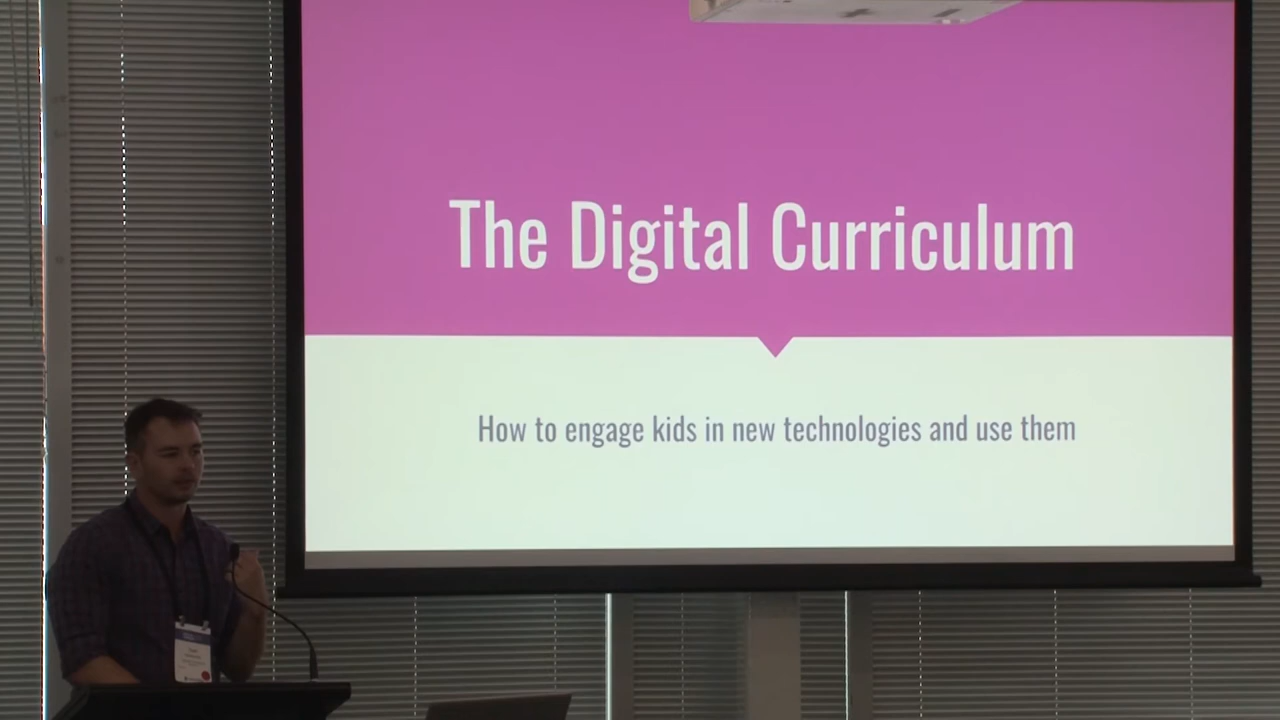 The Digital Curriculum
How to engage kids in new technologies and use them